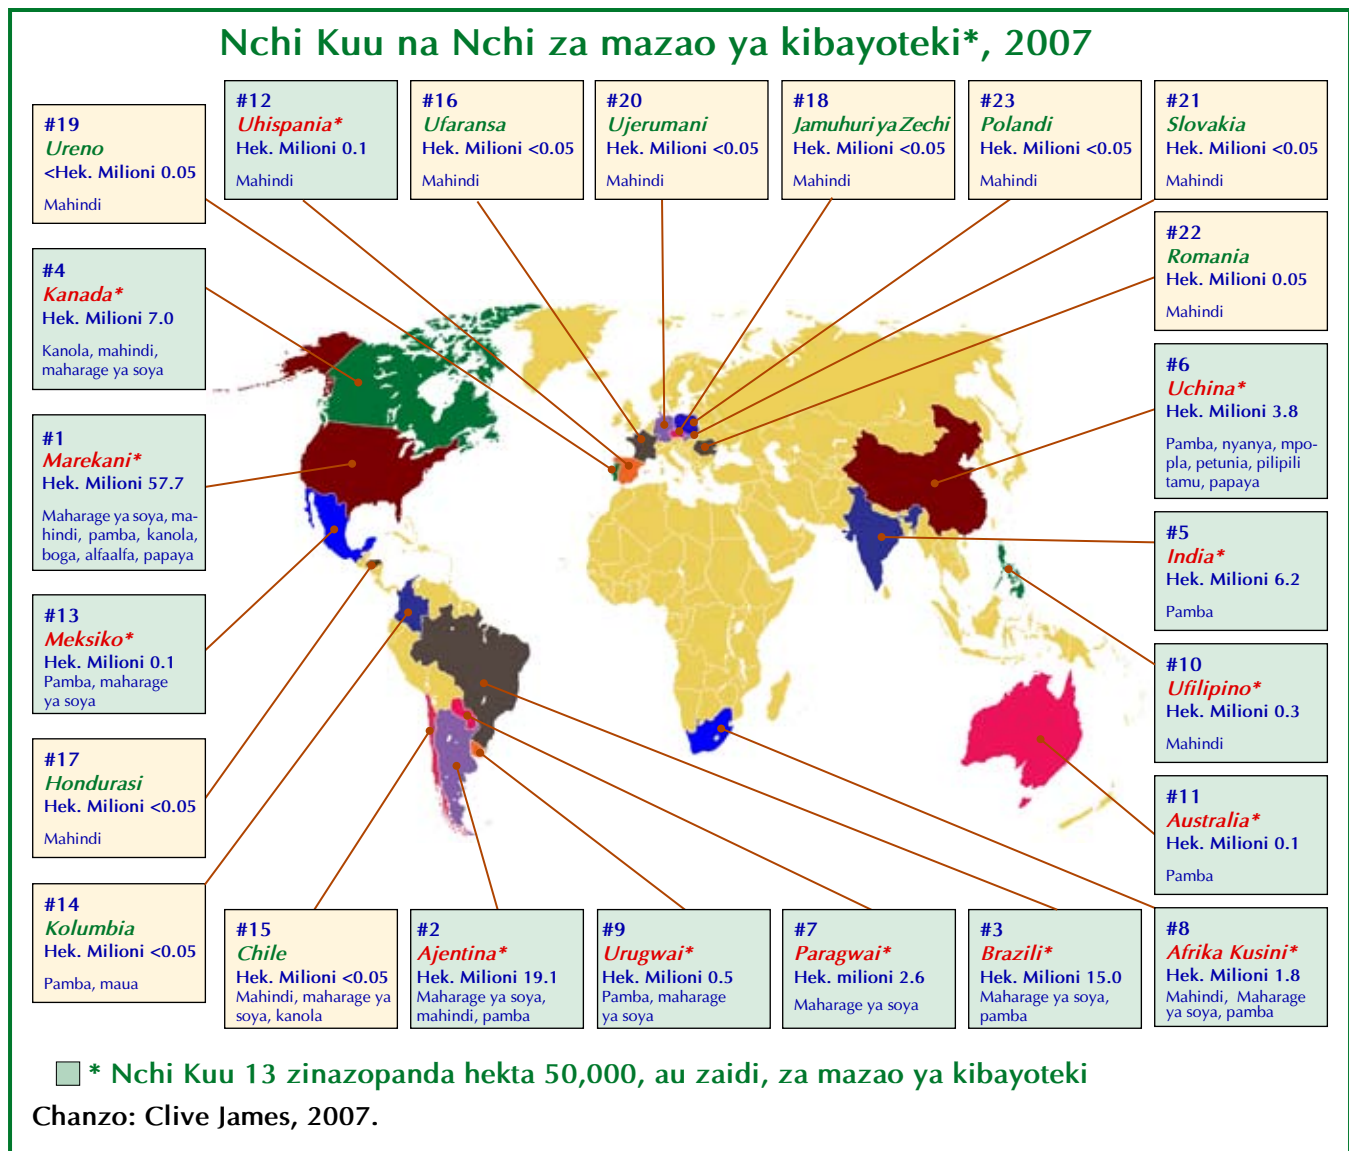 Nchi Kuu na Nchi za mazao ya kibayoteki*, 2007
#19
Ureno
<Hek. Milioni 0.05
Mahindi
#12
Uhispania*
Hek. Milioni 0.1
Mahindi
#16
Ufaransa
Hek. Milioni <0.05
Mahindi
#20
Ujerumani
Hek. Milioni <0.05
Mahindi
#18
Jamuhuri ya Zechi
Hek. Milioni <0.05
Mahindi
#23
Polandi
Hek. Milioni <0.05
Mahindi
#21
Slovakia
Hek. Milioni <0.05
Mahindi
#22
Romania
Hek. Milioni 0.05
Mahindi
#4
Kanada*
Hek. Milioni 7.0
Kanola, mahindi,
maharage ya soya
#6
Uchina*
Hek. Milioni 3.8
Pamba, nyanya, mpo-
pla, petunia, pilipili
tamu, papaya
#1
Marekani*
Hek. Milioni 57.7
Maharage ya soya, ma-
hindi, pamba, kanola,
boga, alfaalfa, papaya
#5
India*
Hek. Milioni 6.2
Pamba
#13
Meksiko*
Hek. Milioni 0.1
Pamba, maharage
ya soya
#10
Ufilipino*
Hek. Milioni 0.3
Mahindi
#17
Hondurasi
Hek. Milioni <0.05
Mahindi
#11
Australia*
Hek. Milioni 0.1
Pamba
#14
Kolumbia
Hek. Milioni <0.05
Pamba, maua
#15
Chile
Hek. Milioni <0.05
Mahindi, maharage ya
soya, kanola
#2
Ajentina*
Hek. Milioni 19.1
Maharage ya soya,
mahindi, pamba
#9
Urugwai*
Hek. Milioni 0.5
Pamba, maharage
ya soya
#7
Paragwai*
Hek. milioni 2.6
Maharage ya soya
#3
Brazili*
Hek. Milioni 15.0
Maharage ya soya,
pamba
#8
Afrika Kusini*
Hek. Milioni 1.8
Mahindi, Maharage
ya soya, pamba
* Nchi Kuu 13 zinazopanda hekta 50,000, au zaidi, za mazao ya kibayoteki
Chanzo: Clive James, 2007.